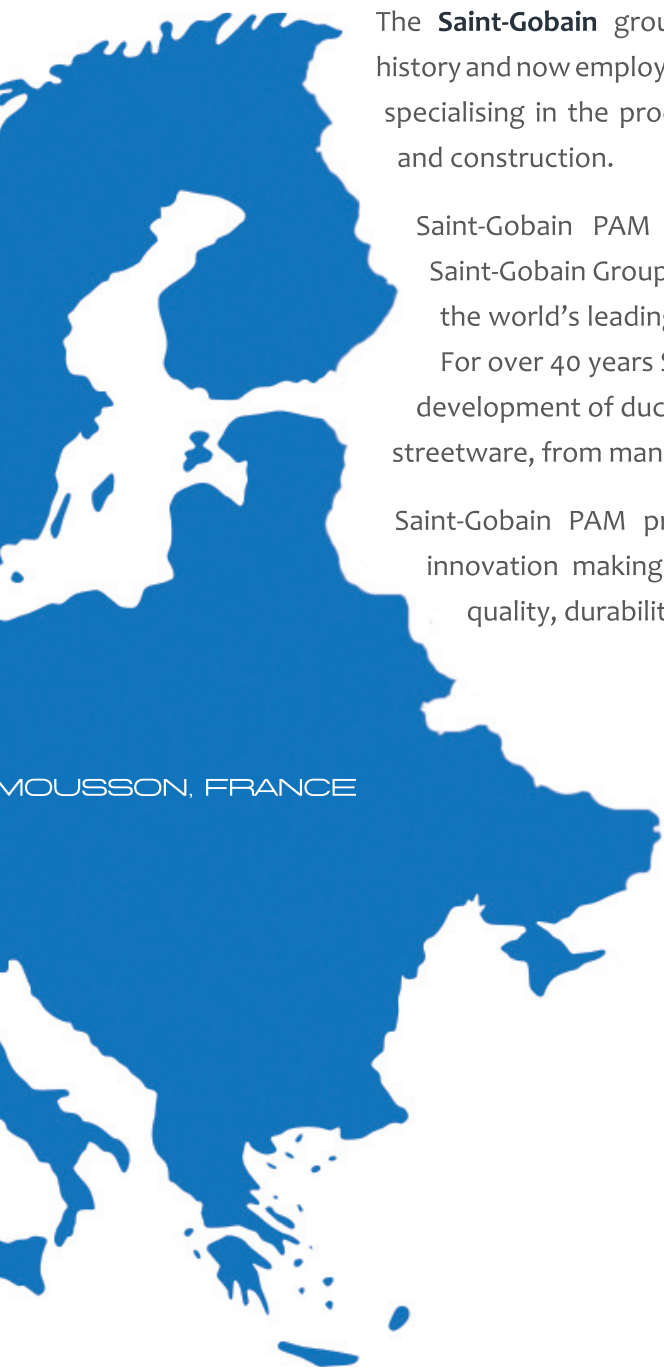 The Saint-Gobain grou
history and now employ
specialising in the pro
and construction.
Saint-Gobain PAM
Saint-Gobain Group
the world's leading
For over 40 years S
development of duc
streetware, from man
Saint-Gobain PAM pr
innovation making
quality, durabilit
MOUSSON, FRANCE